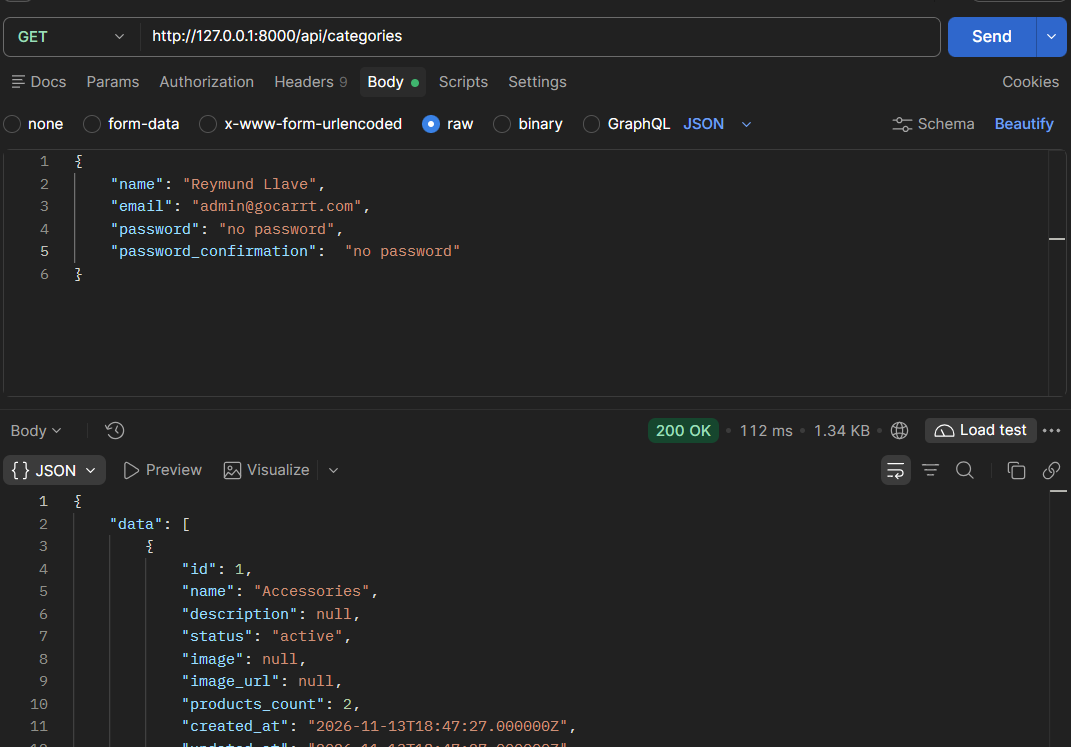 GET http://127.0.0.1:8000/api/categories Send
Docs Params Authorization Headers 9 Body Scripts Settings Cookies
none form-data x-www-form-urlencoded raw binary GraphQL JSON Schema Beautify
1 {
2 "name": "Reymund Llave",
3 "email": "admin@gocarrt.com",
4 "password": "no password",
5 "password_confirmation":  "no password"
6 }
Body 200 OK • 112 ms • 1.34 KB • Load test
{} JSON Preview Visualize
1 {
2 "data": [
3 {
4 "id": 1,
5 "name": "Accessories",
6 "description": null,
7 "status": "active",
8 "image": null,
9 "image_url": null,
10 "products_count": 2,
11 "created_at": "2026-11-13T18:47:27.000000Z",